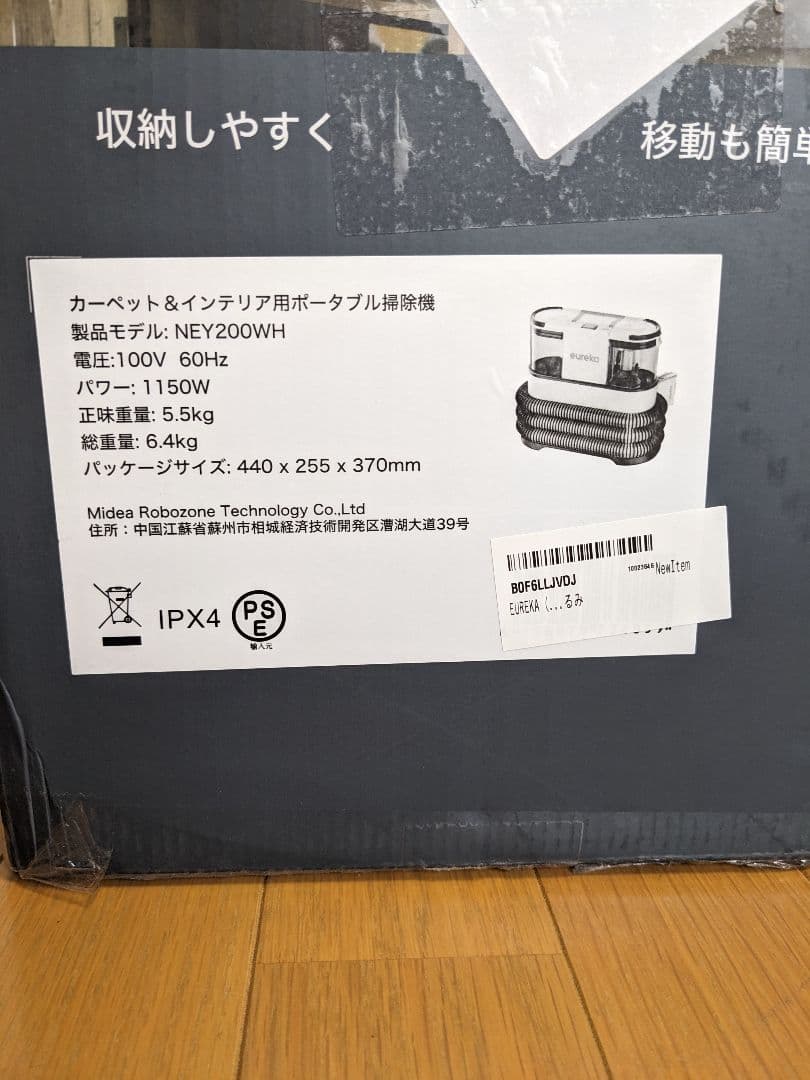 収納しやすく
移動も簡単
カーペット＆インテリア用ポータブル掃除機
製品モデル: NEY200WH
電圧:100V 60Hz
パワー: 1150W
正味重量: 5.5kg
総重量: 6.4kg
パッケージサイズ: 440 x 255 x 370mm
eureka
Midea Robozone Technology Co.,Ltd
住所：中国江蘇省蘇州市相城経済技術開発区漕湖大道39号
IPX4
PSE
輸入元
B0F6LLJVDJ
NewItem
EUREKA (...るみ